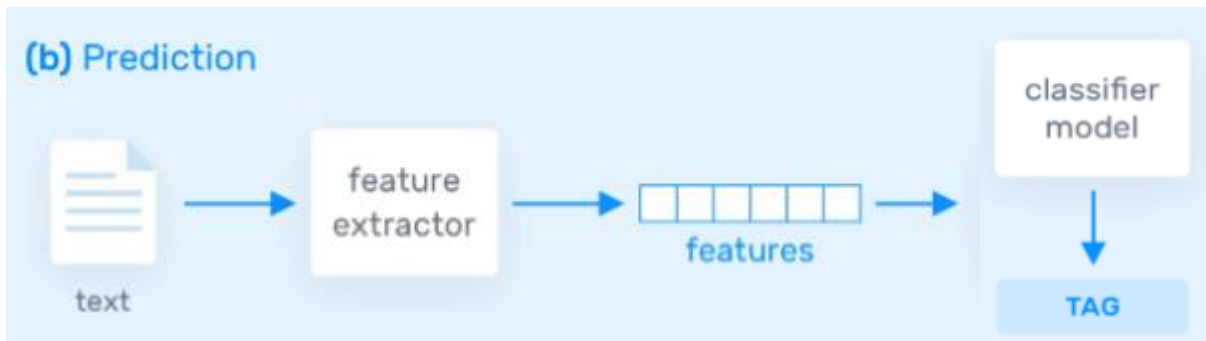 (b) Prediction
text
feature
extractor
features
classifier
model
TAG